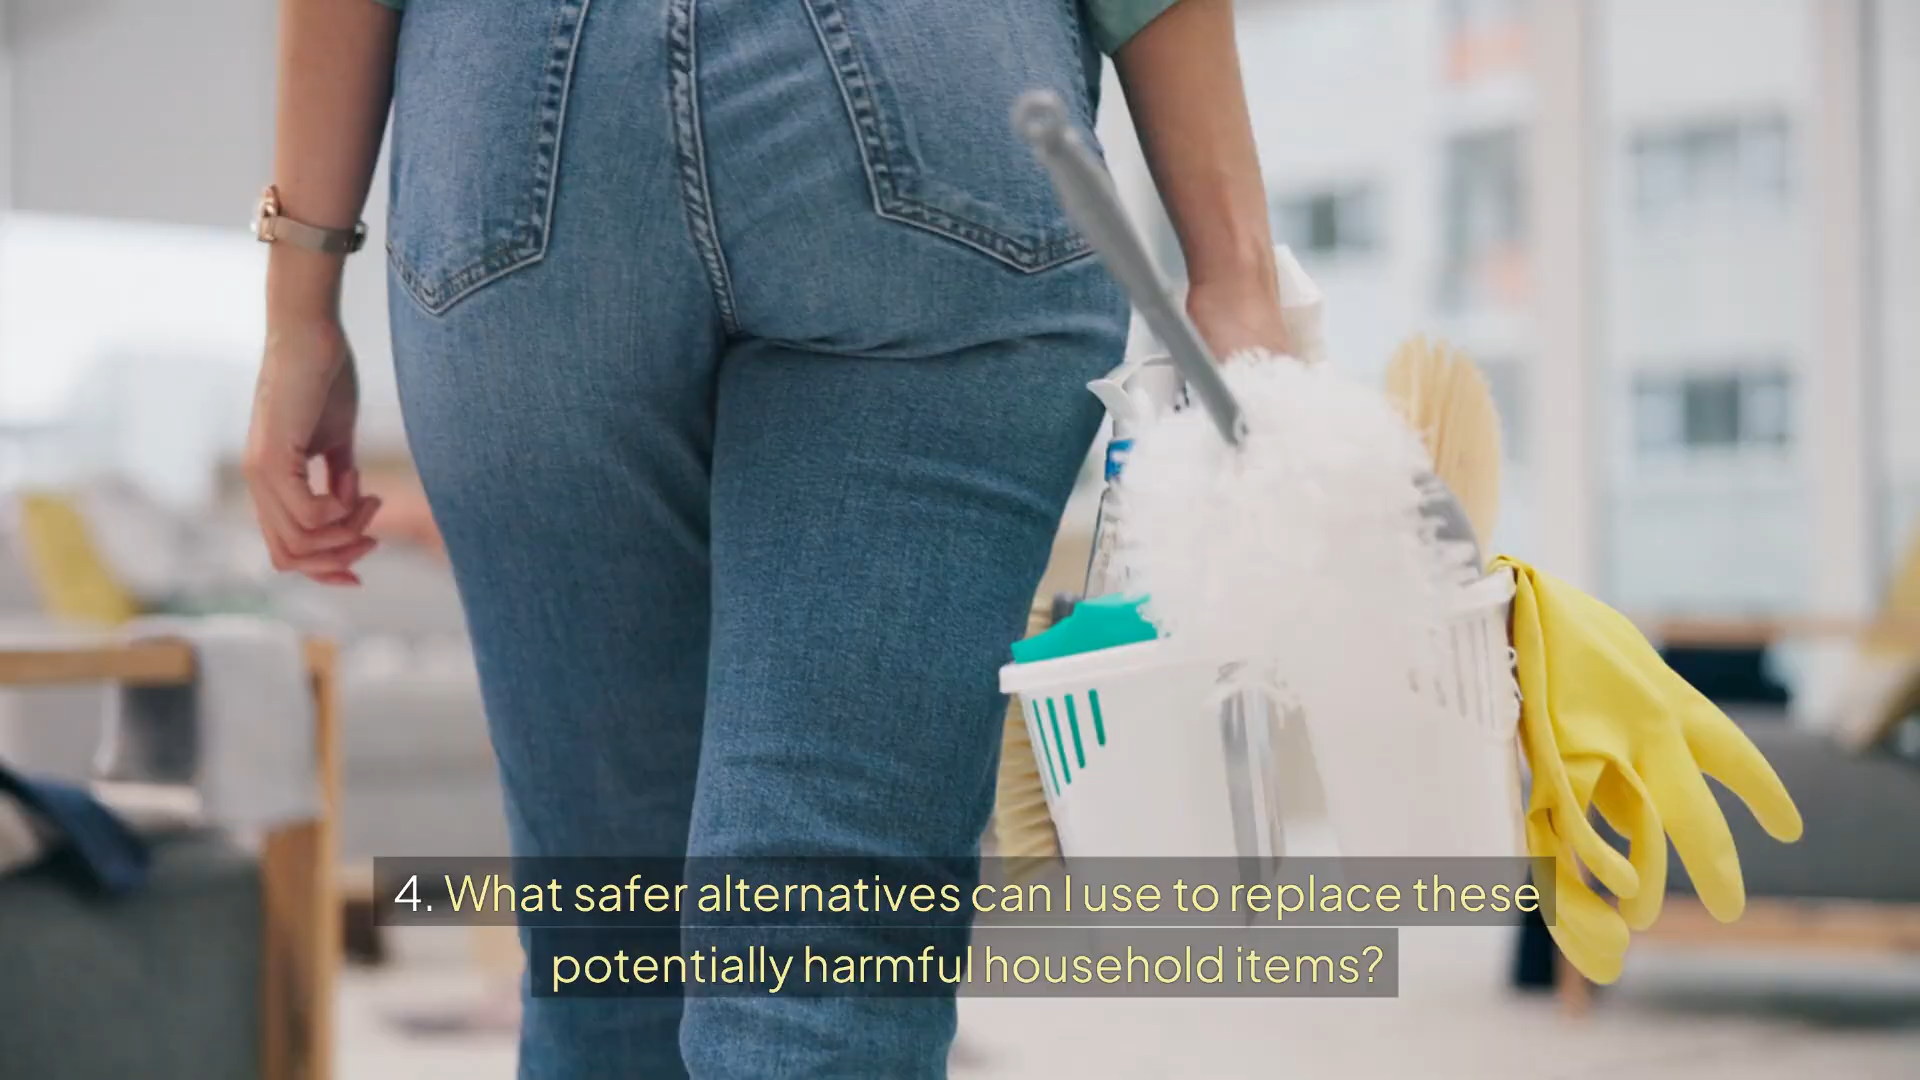 4. What safer alternatives can I use to replace these
potentially harmful household items?